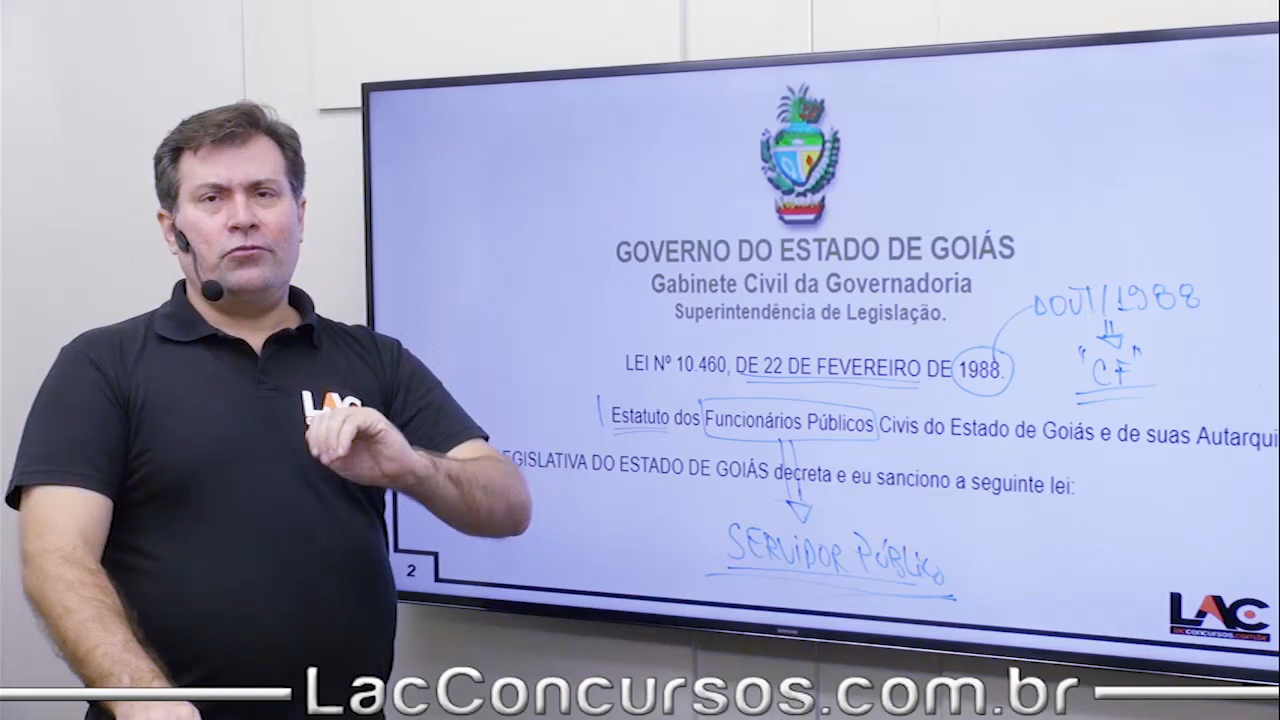 GOVERNO DO ESTADO DE GOIÁS
Gabinete Civil da Governadoria
Superintendência de Legislação.
OUT/1988
"CF"
LEI Nº 10.460, DE 22 DE FEVEREIRO DE 1988.
Estatuto dos Funcionários Públicos Civis do Estado de Goiás e de suas Autarqui
EGISLATIVA DO ESTADO DE GOIÁS decreta e eu sanciono a seguinte lei:
SERVIDOR PÚBLICO
2
LAC
LAC
lacconcursos.com.br
LacConcursos.com.br